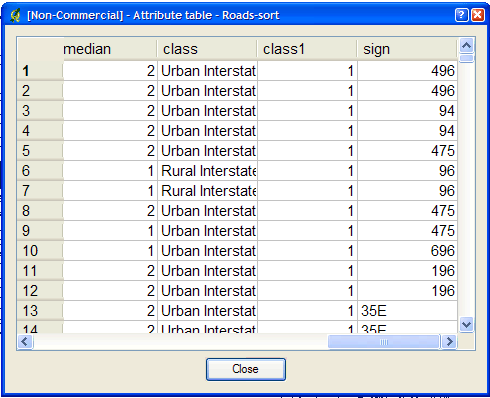 [Non-Commercial] - Attribute table - Roads-sort
median class class1 sign
1 2 Urban Interstat 1 496
2 2 Urban Interstat 1 496
3 2 Urban Interstat 1 94
4 2 Urban Interstat 1 94
5 2 Urban Interstat 1 475
6 1 Rural Interstate 1 96
7 1 Rural Interstate 1 96
8 2 Urban Interstat 1 475
9 1 Urban Interstat 1 475
10 1 Urban Interstat 1 696
11 2 Urban Interstat 1 196
12 2 Urban Interstat 1 196
13 2 Urban Interstat 1 35E
14 2 Urban Interstat 1 35E
Close